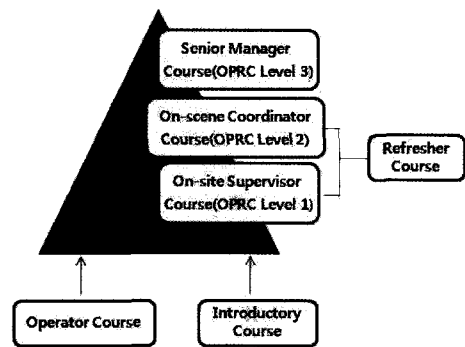 Senior Manager
Course(OPRC Level 3)
On-scene Coordinator
Course(OPRC Level 2)
Refresher
Course
On-site Supervisor
Course(OPRC Level 1)
Operator Course
Introductory
Course